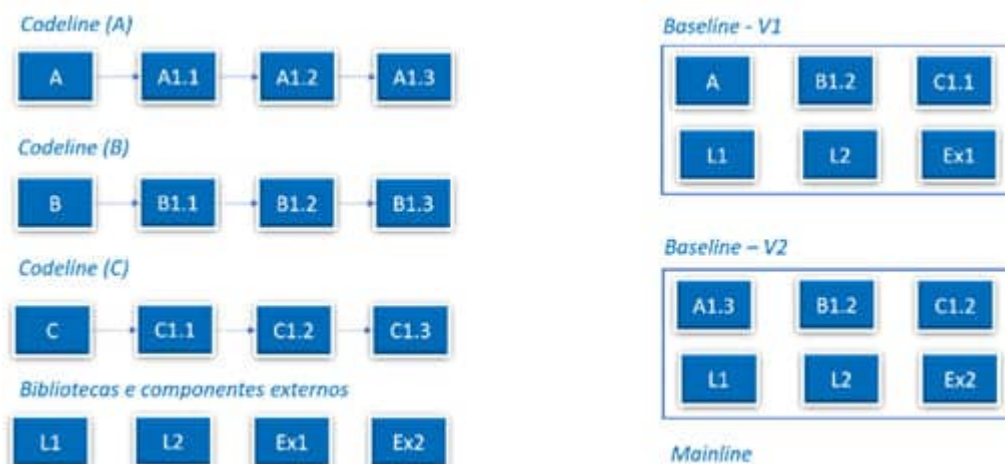 Codeline (A)
A A1.1 A1.2 A1.3
Codeline (B)
B B1.1 B1.2 B1.3
Codeline (C)
C C1.1 C1.2 C1.3
Bibliotecas e componentes externos
L1 L2 Ex1 Ex2
Baseline - V1
A B1.2 C1.1
L1 L2 Ex1
Baseline – V2
A1.3 B1.2 C1.2
L1 L2 Ex2
Mainline